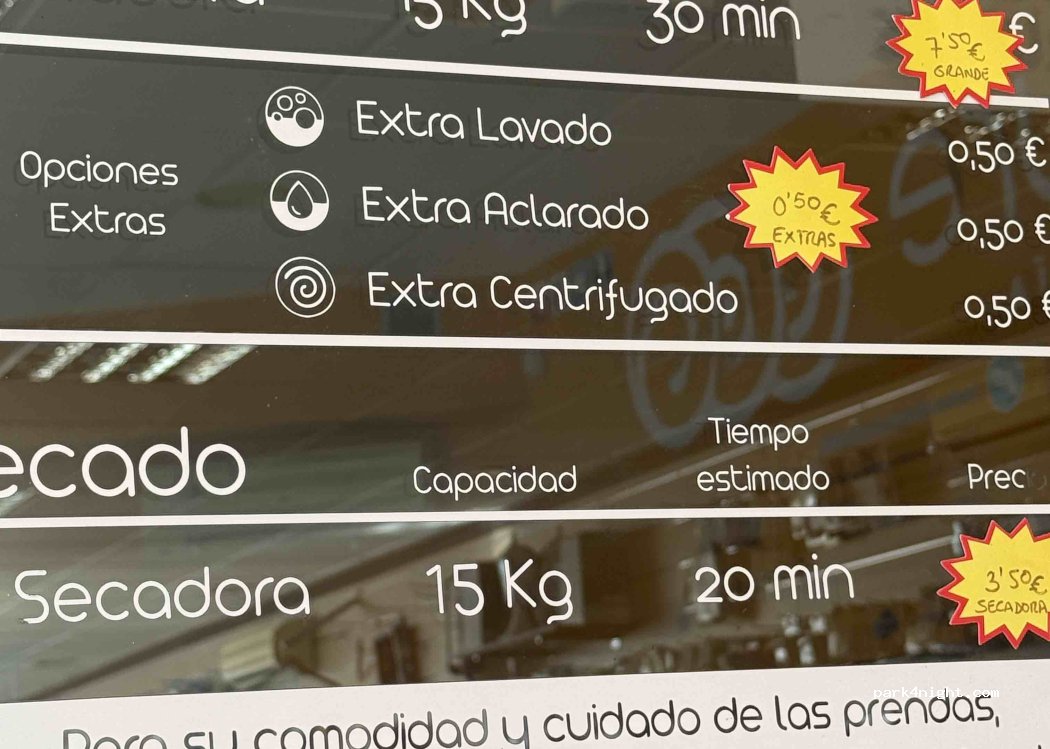 15 Kg 30 min €
7'50€
GRANDE
Opciones
Extras
Extra Lavado 0,50 €
Extra Aclarado 0,50 €
Extra Centrifugado 0,50 €
0'50€
EXTRAS
ecado Capacidad Tiempo
estimado Prec
Secadora 15 Kg 20 min
3'50€
SECADORA
park4night.com
Para su comodidad y cuidado de las prendas,